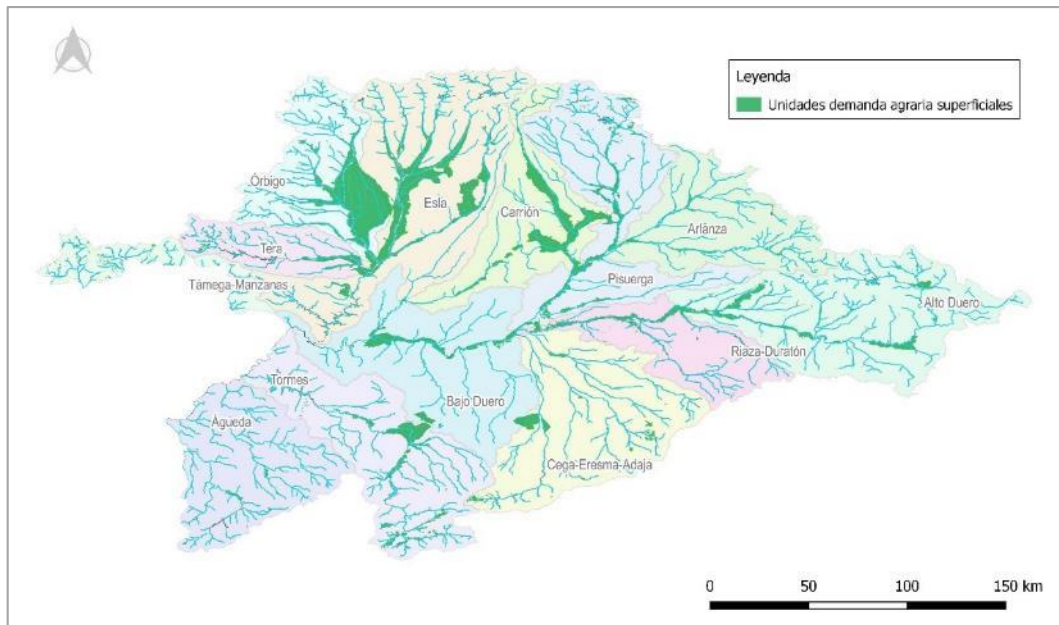 Leyenda
Unidades demanda agraria superficiales
Órbigo
Esla
Carrión
Arlanza
Tera
Támega-Manzanas
Pisuerga
Alto Duero
Riaza-Duratón
Tormes
Bajo Duero
Águeda
Cega-Eresma-Adaja
0 50 100 150 km